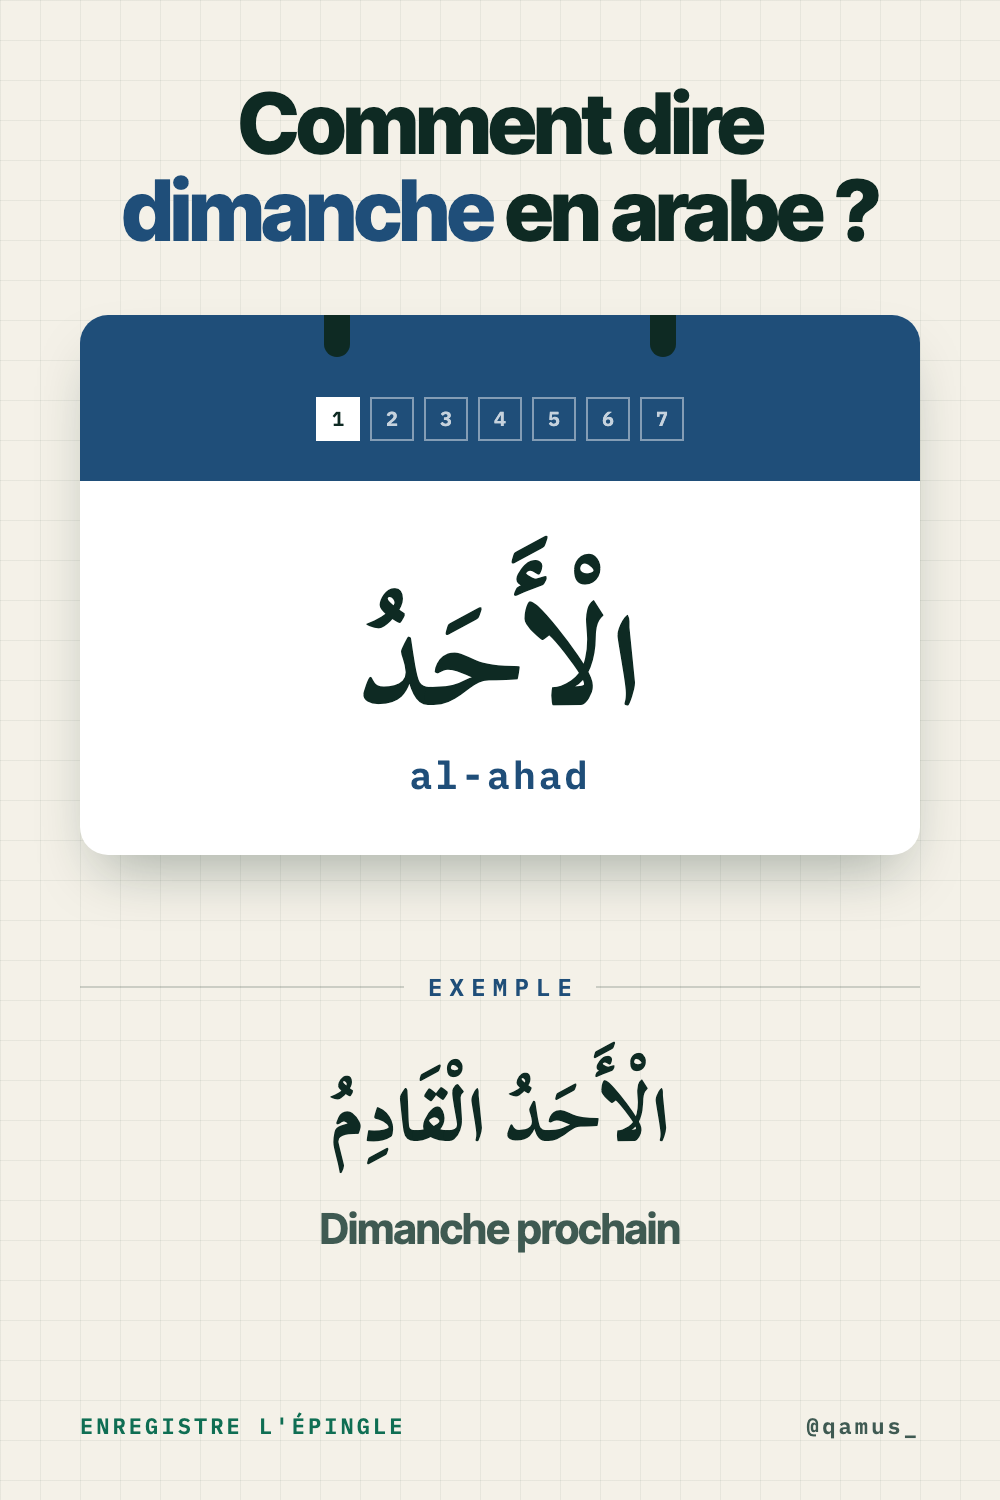 Comment dire
dimanche en arabe ?
1 2 3 4 5 6 7
الْأَحَدُ
al-ahad
EXEMPLE
الْأَحَدُ الْقَادِمُ
Dimanche prochain
ENREGISTRE L'ÉPINGLE
@qamus_